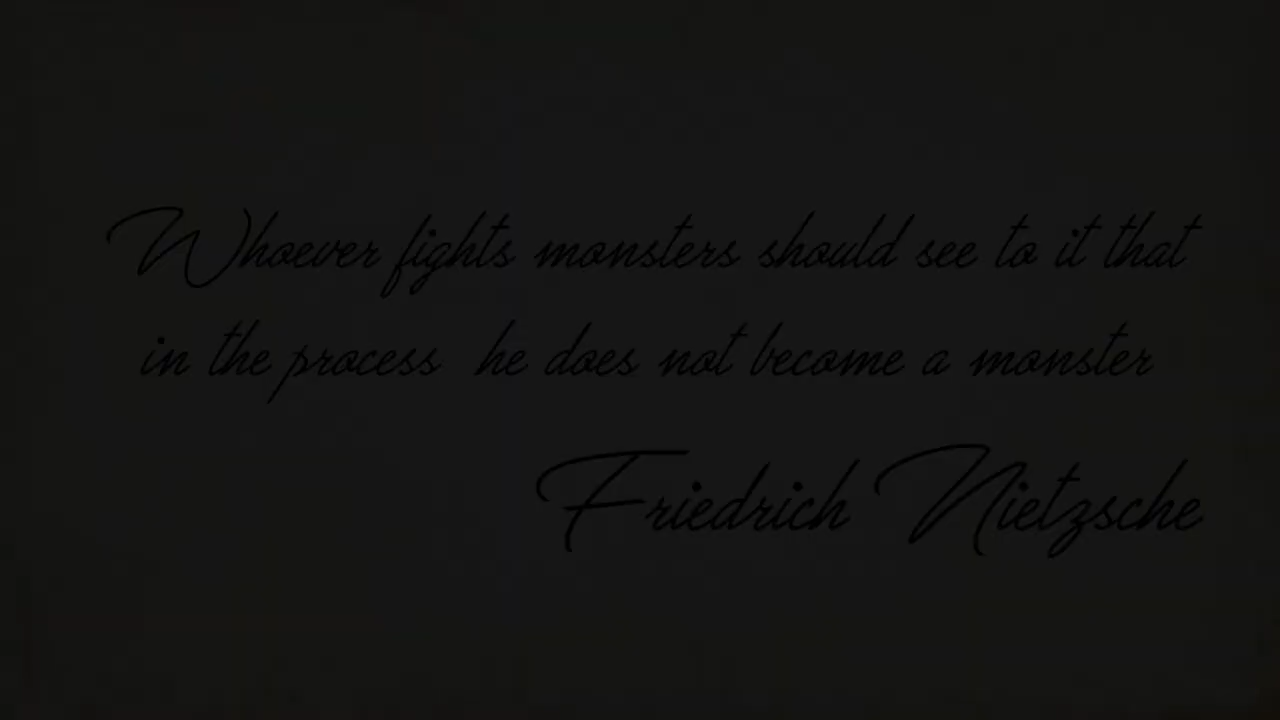 Whoever fights monsters should see to it that
in the process he does not become a monster
Friedrich Nietzsche